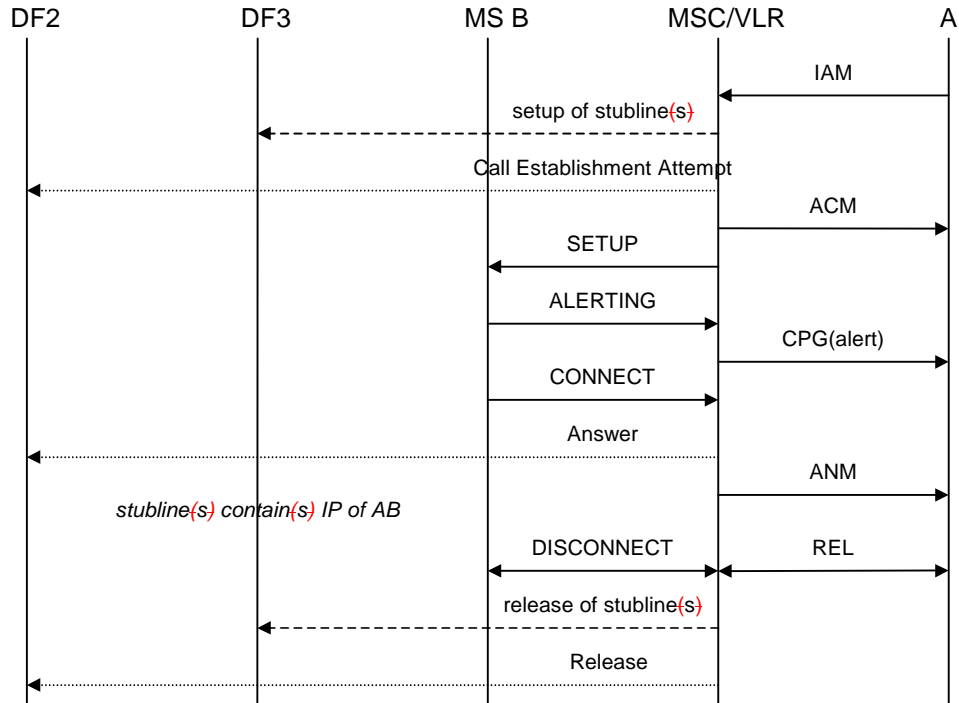 DF2 DF3 MS B MSC/VLR A
IAM
setup of stubline(s)
Call Establishment Attempt
ACM
SETUP
ALERTING
CPG(alert)
CONNECT
Answer
ANM
stubline(s) contain(s) IP of AB
DISCONNECT REL
release of stubline(s)
Release